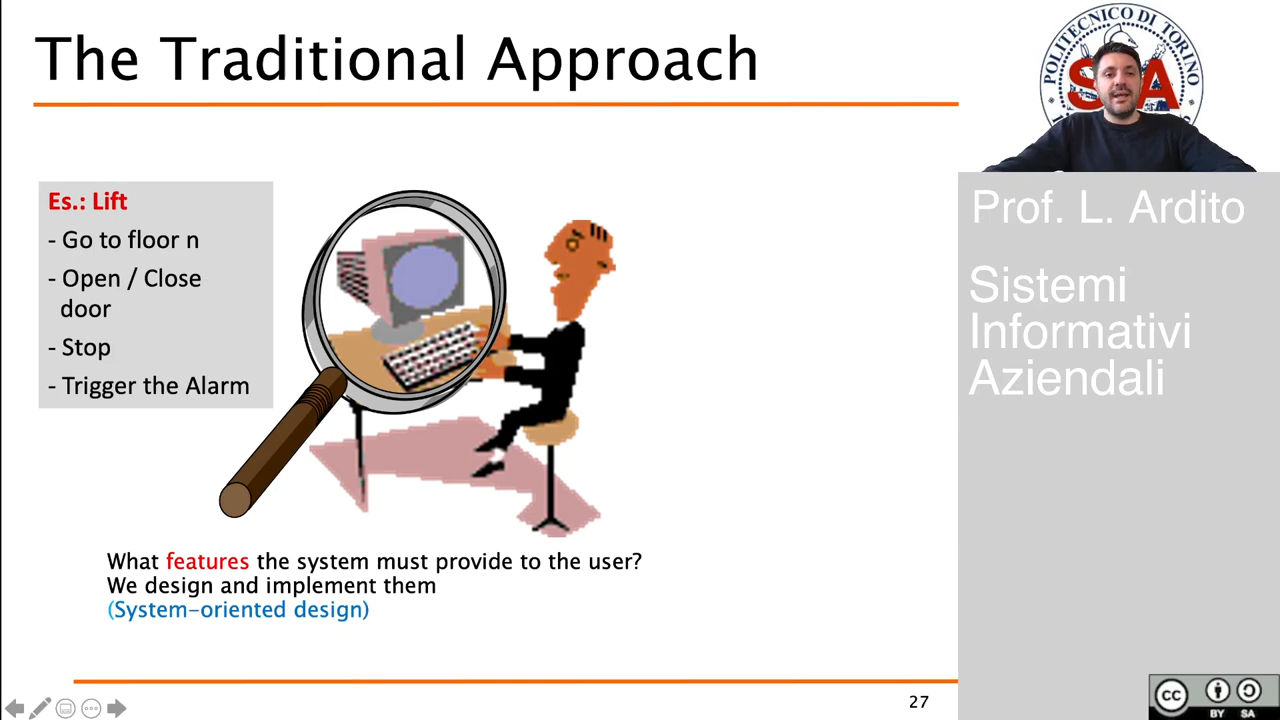 The Traditional Approach
Es.: Lift
- Go to floor n
- Open / Close
door
- Stop
- Trigger the Alarm
What features the system must provide to the user?
We design and implement them
(System-oriented design)
27
POLITECNICO DI TORINO
Prof. L. Ardito
Sistemi
Informativi
Aziendali
cc
BY SA